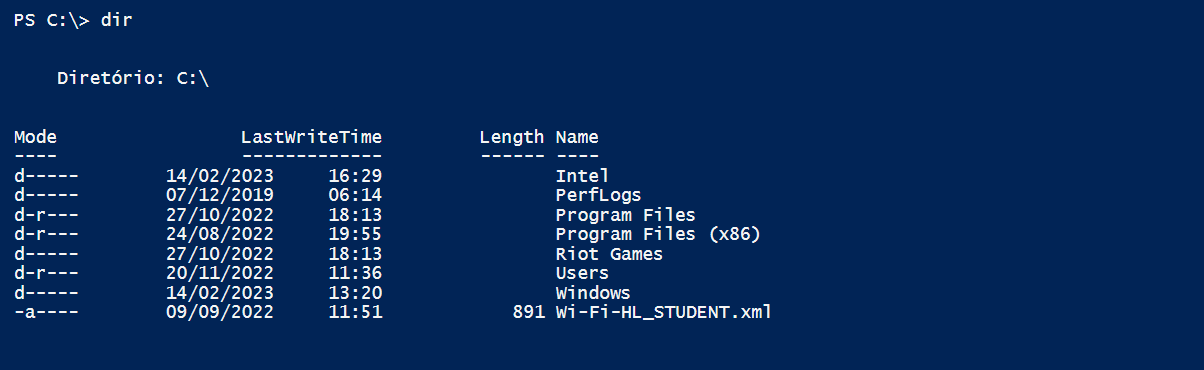 PS C:\> dir
Diretório: C:\
Mode                 LastWriteTime         Length Name
----                 -------------         ------ ----
d-----        14/02/2023     16:29                Intel
d-----        07/12/2019     06:14                PerfLogs
d-r---        27/10/2022     18:13                Program Files
d-r---        24/08/2022     19:55                Program Files (x86)
d-----        27/10/2022     18:13                Riot Games
d-r---        20/11/2022     11:36                Users
d-----        14/02/2023     13:20                Windows
-a----        09/09/2022     11:51            891 Wi-Fi-HL_STUDENT.xml